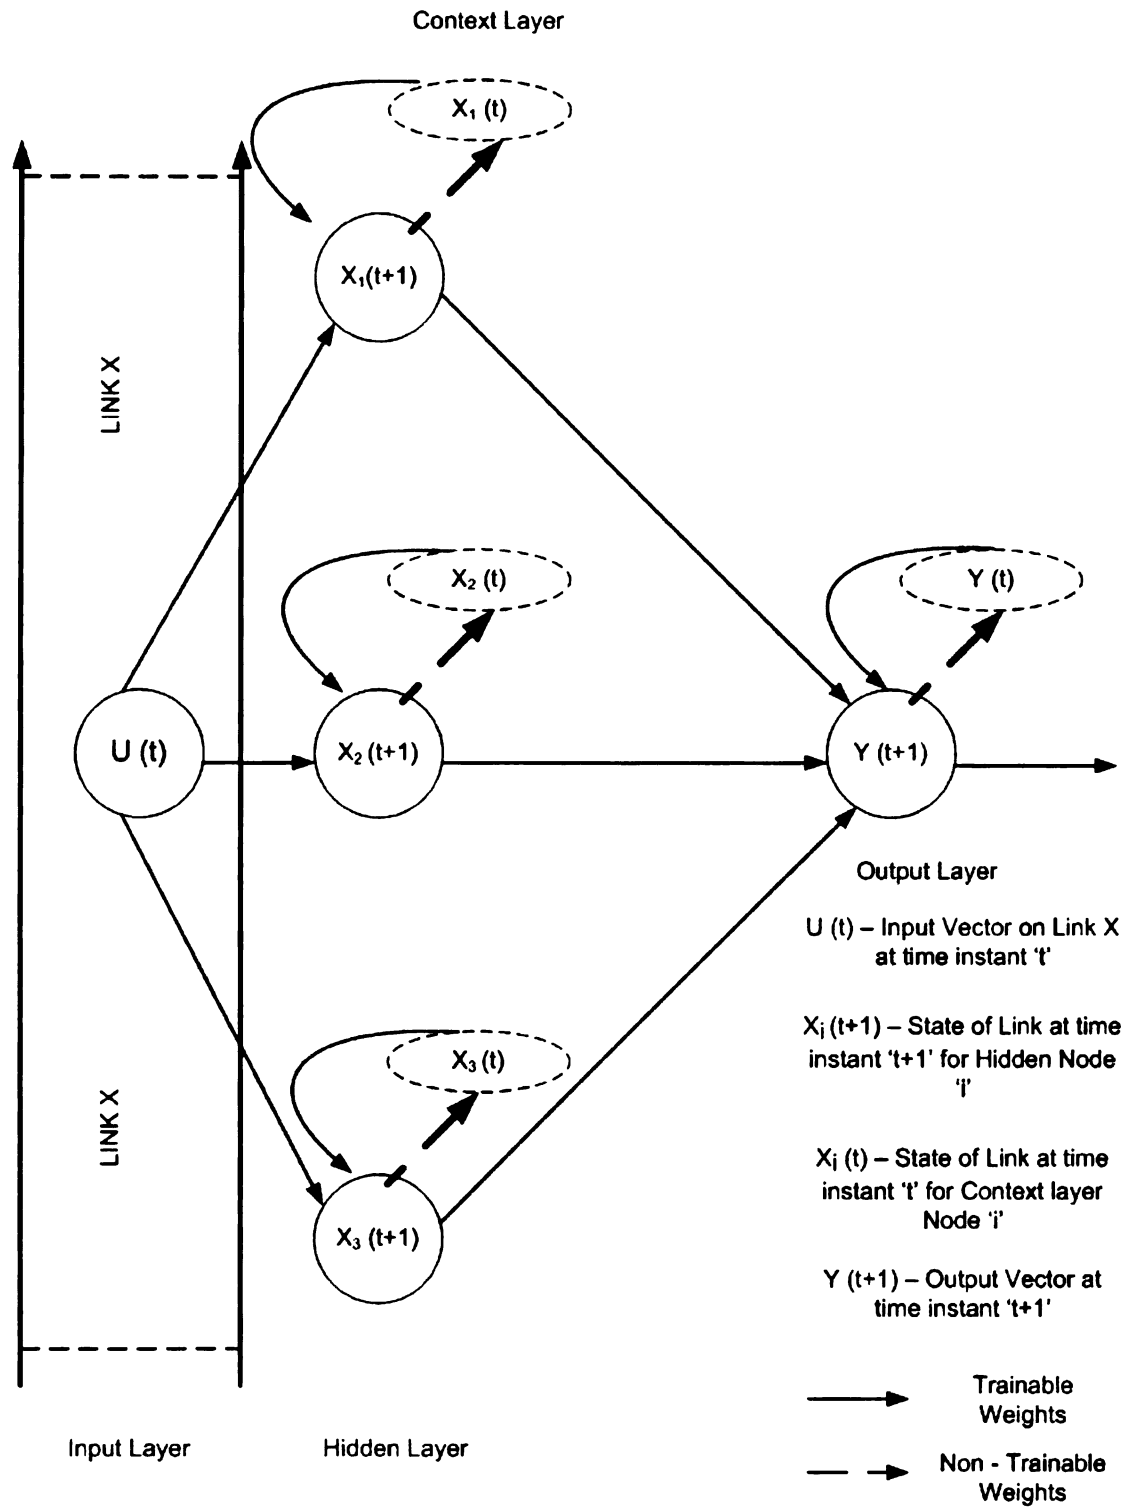 Context Layer
X₁ (t)
X₁(t+1)
LINK X
X₂ (t)
Y (t)
U (t)
X₂ (t+1)
Y (t+1)
Output Layer
U (t) – Input Vector on Link X
at time instant ‘t’
Xi (t+1) – State of Link at time
instant ‘t+1’ for Hidden Node
‘i’
X₃ (t)
LINK X
Xi (t) – State of Link at time
instant ‘t’ for Context layer
Node ‘i’
X₃ (t+1)
Y (t+1) – Output Vector at
time instant ‘t+1’
Trainable
Weights
Input Layer
Hidden Layer
Non - Trainable
Weights